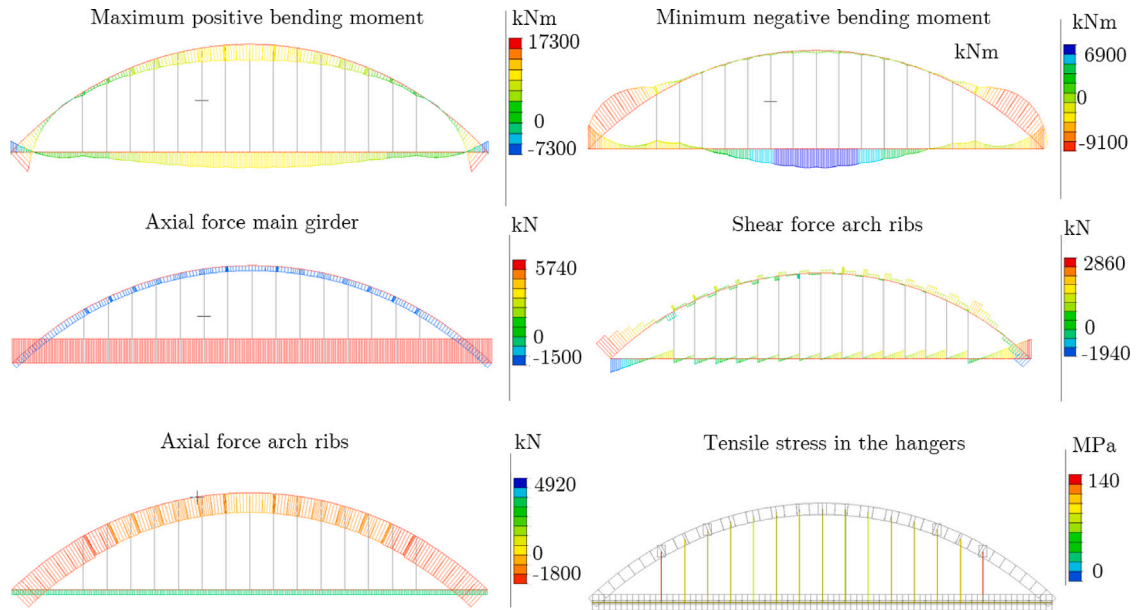 Maximum positive bending moment
kNm
17300
0
-7300
Minimum negative bending moment
kNm
kNm
6900
0
-9100
Axial force main girder
kN
5740
0
-1500
Shear force arch ribs
kN
2860
0
-1940
Axial force arch ribs
kN
4920
0
-1800
Tensile stress in the hangers
MPa
140
0